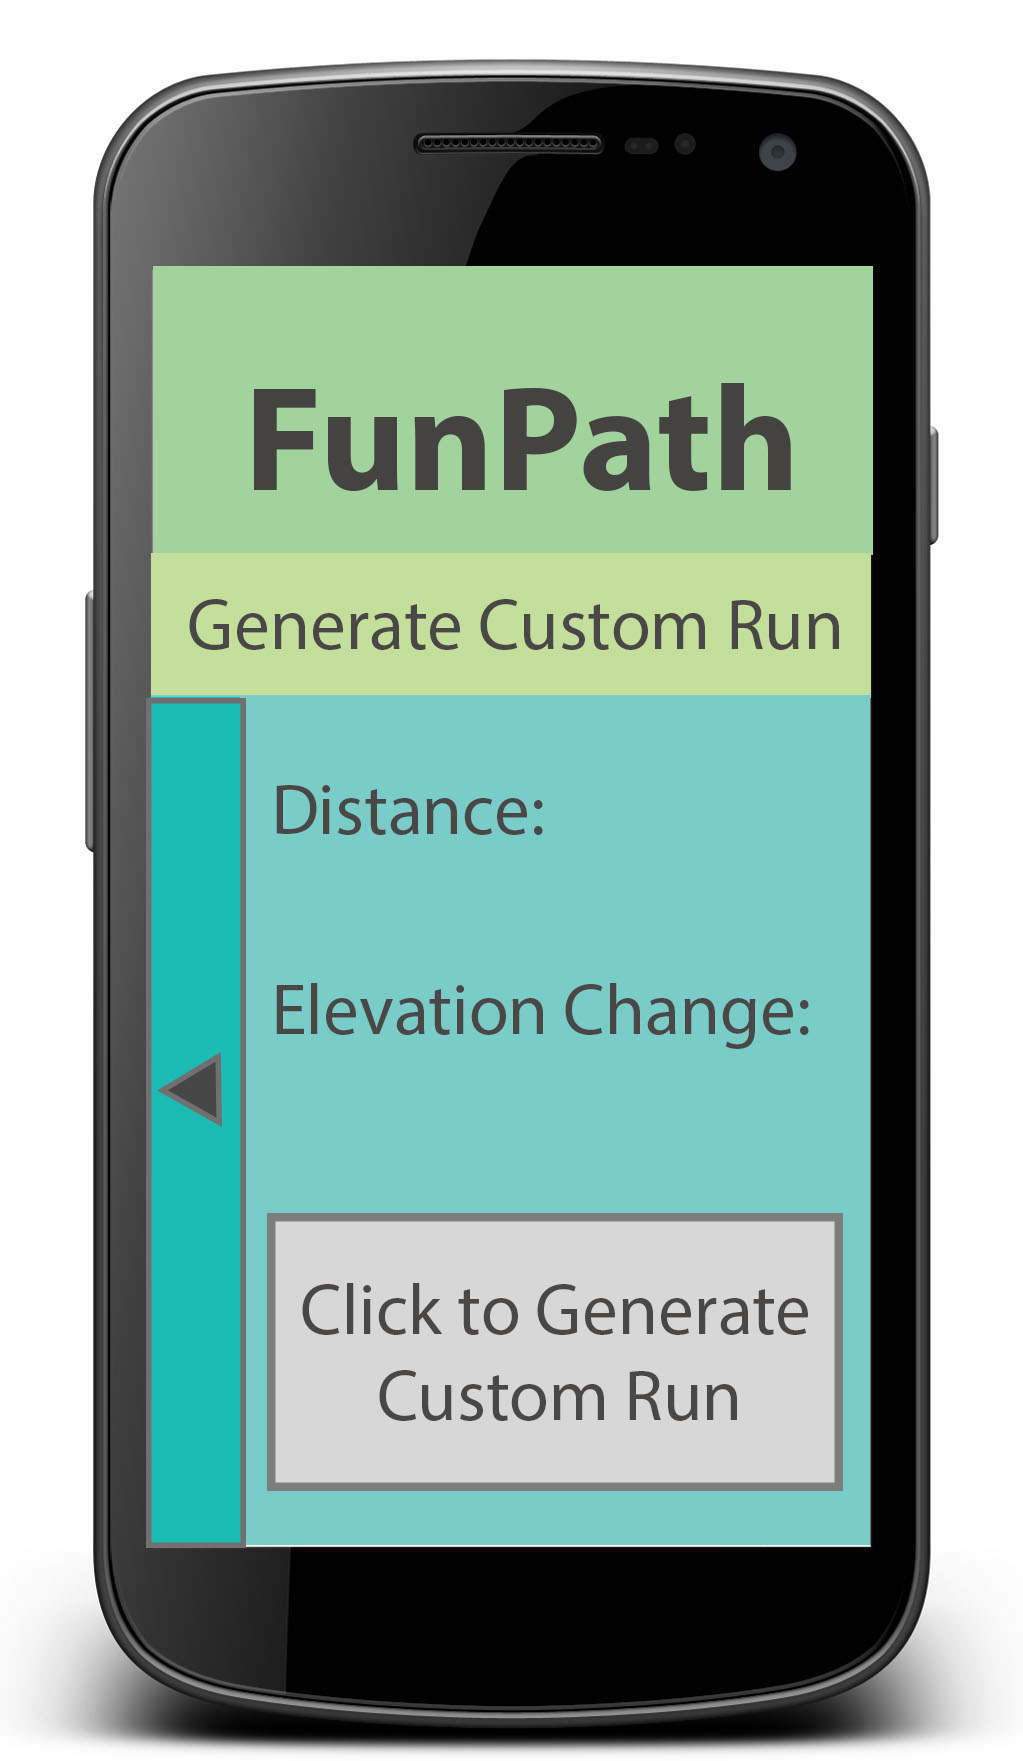 FunPath
Generate Custom Run
Distance:
Elevation Change:
Click to Generate
Custom Run